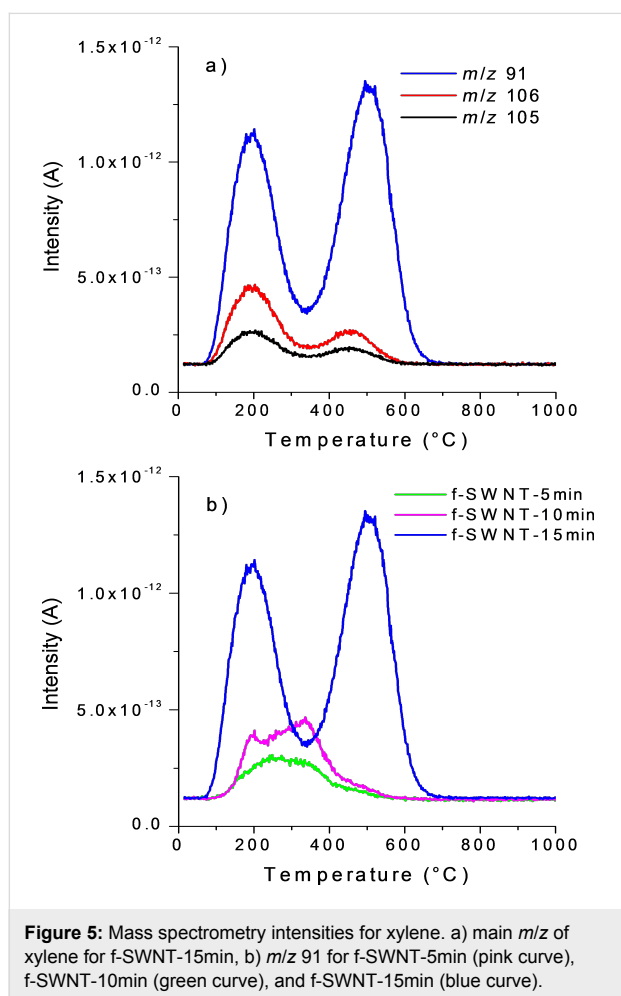 1.5x10-12
a)
m/z 91
m/z 106
m/z 105
1.0x10-12
Intensity (A)
5.0x10-13
0.0
0 200 400 600 800 1000
Temperature (°C)
1.5x10-12
b)
f-SWNT-5min
f-SWNT-10min
f-SWNT-15min
1.0x10-12
Intensity (A)
5.0x10-13
0.0
0 200 400 600 800 1000
Temperature (°C)
Figure 5: Mass spectrometry intensities for xylene. a) main m/z of
xylene for f-SWNT-15min, b) m/z 91 for f-SWNT-5min (pink curve),
f-SWNT-10min (green curve), and f-SWNT-15min (blue curve).